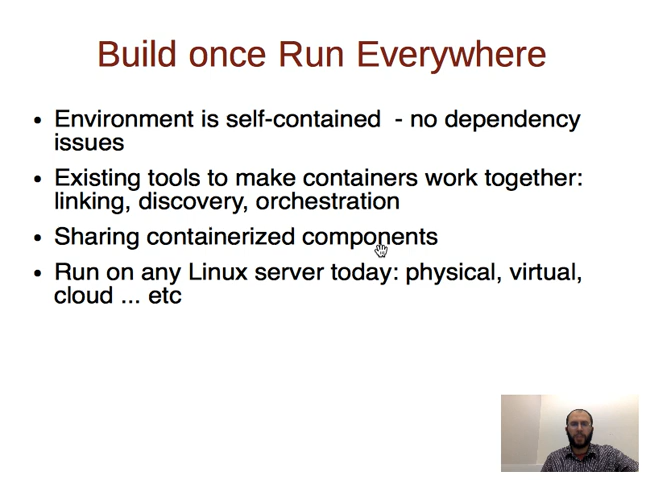 Build once Run Everywhere
• Environment is self-contained - no dependency
issues
• Existing tools to make containers work together:
linking, discovery, orchestration
• Sharing containerized components
• Run on any Linux server today: physical, virtual,
cloud ... etc